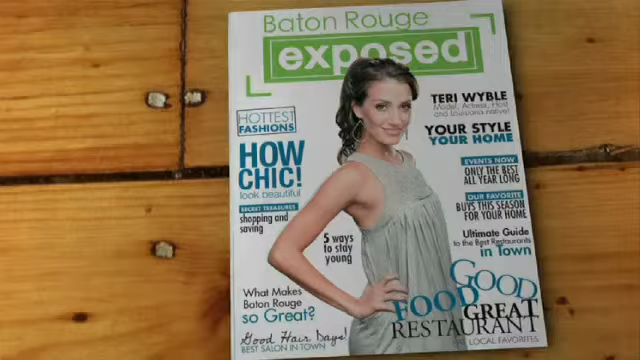 Baton Rouge
exposed
TERI WYBLE
Model, Actress, Host
and Louisiana native!
HOTTEST
FASHIONS
YOUR STYLE
YOUR HOME
HOW
CHIC!
look beautiful
EVENTS NOW
ONLY THE BEST
ALL YEAR LONG
OUR FAVORITE
BUYS THIS SEASON
FOR YOUR HOME
SECRET TREASURES
shopping and
saving
5 ways
to stay
young
Ultimate Guide
to the Best Restaurants
in Town
What Makes
Baton Rouge
so Great?
GOOD
FOOD
GREAT
RESTAURANT
LOCAL FAVORITES
Good Hair Days!
BEST SALON IN TOWN